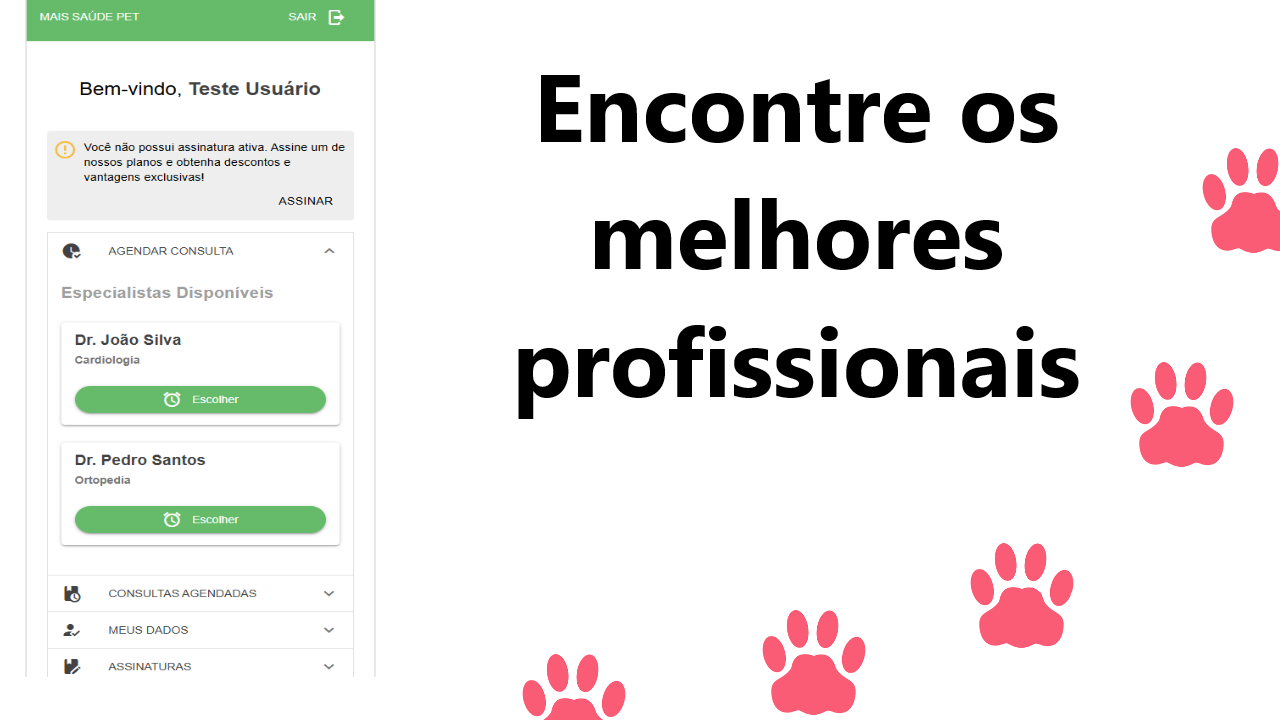 MAIS SAÚDE PET
SAIR
Bem-vindo, Teste Usuário
Você não possui assinatura ativa. Assine um de
nossos planos e obtenha descontos e
vantagens exclusivas!
ASSINAR
AGENDAR CONSULTA
Especialistas Disponíveis
Dr. João Silva
Cardiologia
Escolher
Dr. Pedro Santos
Ortopedia
Escolher
CONSULTAS AGENDADAS
MEUS DADOS
ASSINATURAS
Encontre os
melhores
profissionais